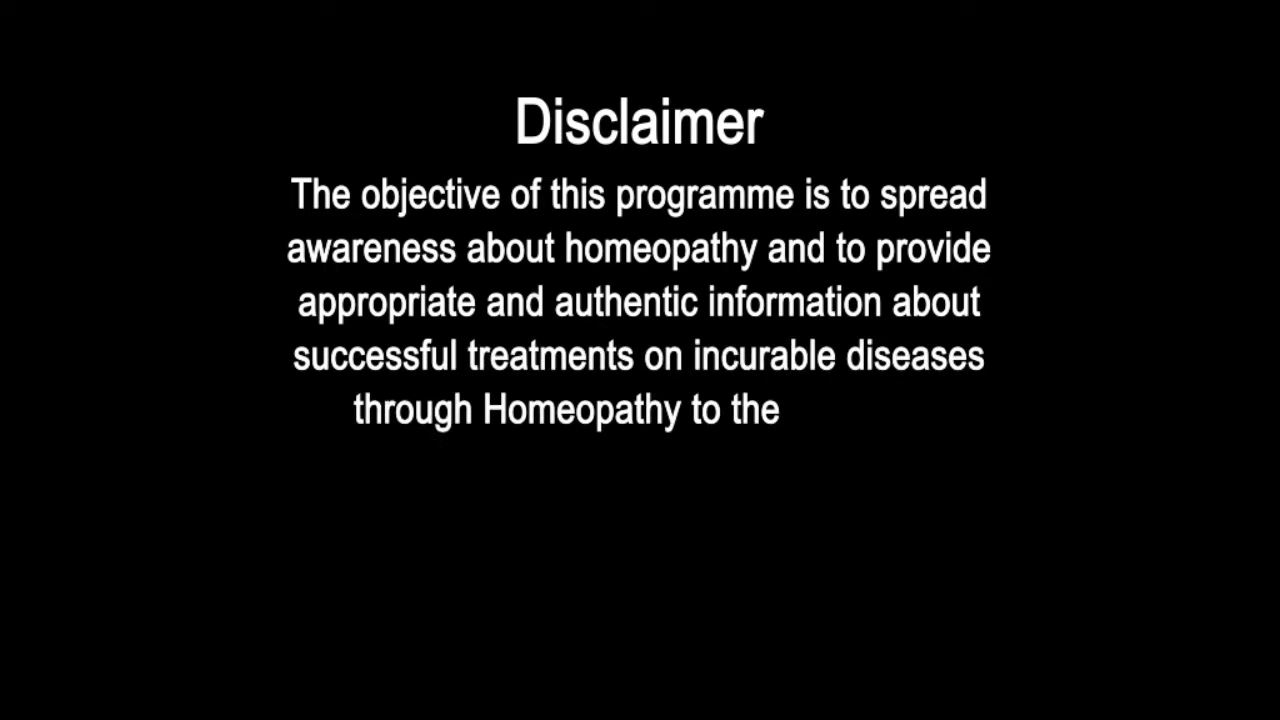 Disclaimer
The objective of this programme is to spread
awareness about homeopathy and to provide
appropriate and authentic information about
successful treatments on incurable diseases
through Homeopathy to the